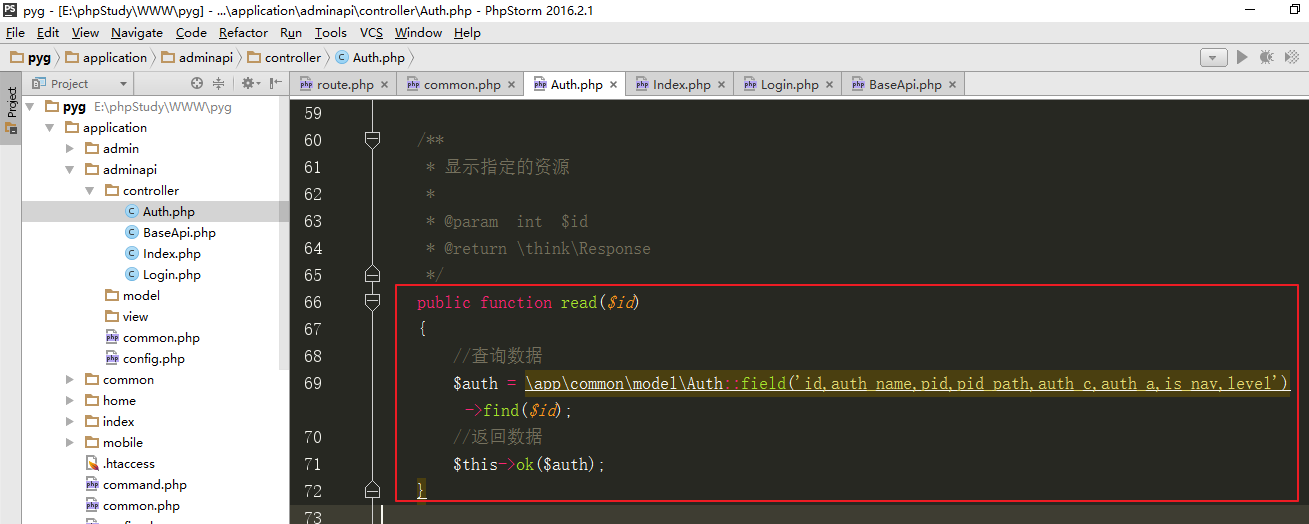 pyg - [E:\phpStudy\WWW\pyg] - ...\application\adminapi\controller\Auth.php - PhpStorm 2016.2.1
File Edit View Navigate Code Refactor Run Tools VCS Window Help
pyg application adminapi controller Auth.php
Project
Project
route.php common.php Auth.php Index.php Login.php BaseApi.php
pyg E:\phpStudy\WWW\pyg
application
admin
adminapi
controller
Auth.php
BaseApi.php
Index.php
Login.php
model
view
common.php
config.php
common
home
index
mobile
.htaccess
command.php
common.php
59
60 /**
61 * 显示指定的资源
62 *
63 * @param int $id
64 * @return \think\Response
65 */
66 public function read($id)
67 {
68 //查询数据
69 $auth = \app\common\model\Auth::field('id,auth_name,pid,pid_path,auth_c,auth_a,is_nav,level')
->find($id);
70 //返回数据
71 $this->ok($auth);
72 }
73